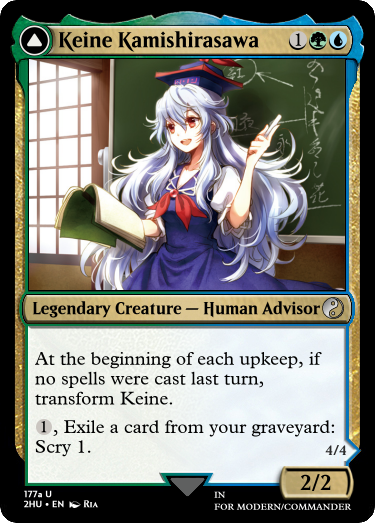 Keine Kamishirasawa 1
Legendary Creature — Human Advisor
At the beginning of each upkeep, if
no spells were cast last turn,
transform Keine.
1, Exile a card from your graveyard:
Scry 1.
4/4
2/2
177a U
2HU • EN Ria
IN
FOR MODERN/COMMANDER